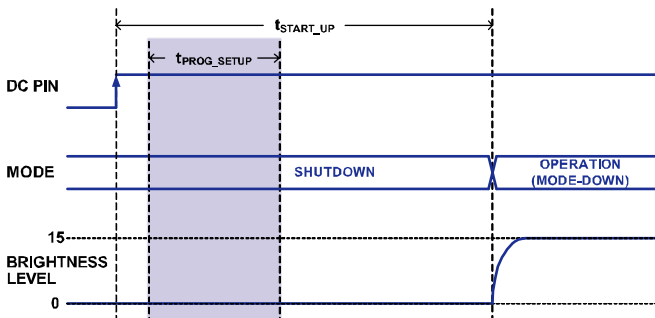 tSTART_UP
tPROG_SETUP
DC PIN
MODE
SHUTDOWN
OPERATION
(MODE-DOWN)
15
BRIGHTNESS
LEVEL
0